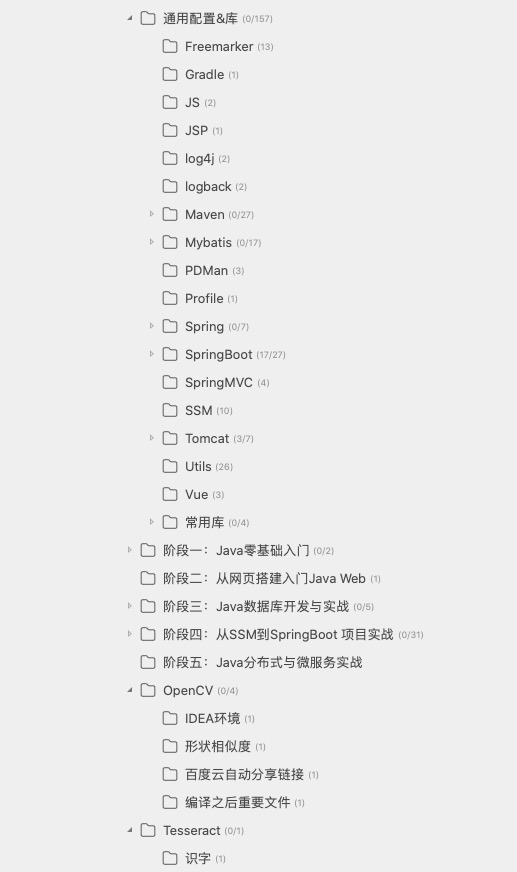 通用配置&库 (0/157)
Freemarker (13)
Gradle (1)
JS (2)
JSP (1)
log4j (2)
logback (2)
Maven (0/27)
Mybatis (0/17)
PDMan (3)
Profile (1)
Spring (0/7)
SpringBoot (17/27)
SpringMVC (4)
SSM (10)
Tomcat (3/7)
Utils (26)
Vue (3)
常用库 (0/4)
阶段一：Java零基础入门 (0/2)
阶段二：从网页搭建入门Java Web (1)
阶段三：Java数据库开发与实战 (0/5)
阶段四：从SSM到SpringBoot 项目实战 (0/31)
阶段五：Java分布式与微服务实战
OpenCV (0/4)
IDEA环境 (1)
形状相似度 (1)
百度云自动分享链接 (1)
编译之后重要文件 (1)
Tesseract (0/1)
识字 (1)